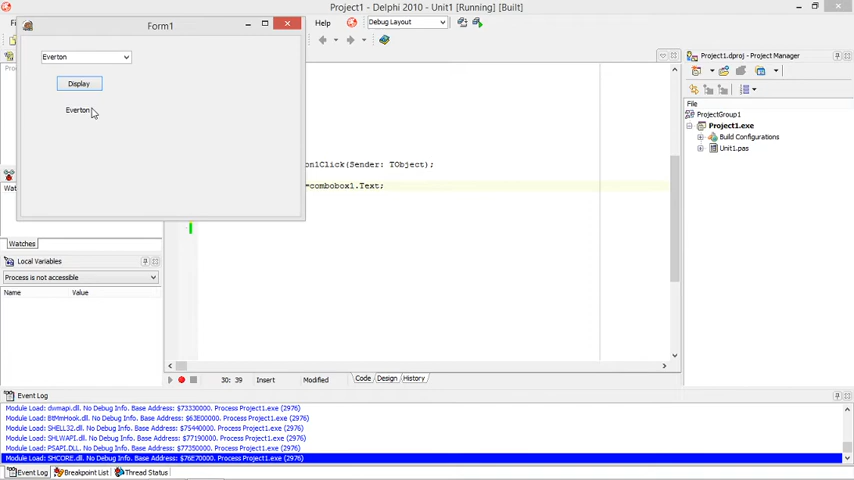 Project1 - Delphi 2010 - Unit1 [Running] [Built]
Form1
Help
Debug Layout
Everton
Display
Everton
on1Click(Sender: TObject);
=combobox1.Text;
Watches
Local Variables
Process is not accessible
Name Value
30: 39 Insert Modified Code Design History
Project1.dproj - Project Manager
File
ProjectGroup1
Project1.exe
Build Configurations
Unit1.pas
Event Log
Module Load: dwmapi.dll. No Debug Info. Base Address: $73330000. Process Project1.exe (2976)
Module Load: BtMmHook.dll. No Debug Info. Base Address: $63E00000. Process Project1.exe (2976)
Module Load: SHELL32.dll. No Debug Info. Base Address: $75440000. Process Project1.exe (2976)
Module Load: SHLWAPI.dll. No Debug Info. Base Address: $77190000. Process Project1.exe (2976)
Module Load: PSAPI.DLL. No Debug Info. Base Address: $77350000. Process Project1.exe (2976)
Module Load: SHCORE.dll. No Debug Info. Base Address: $76E70000. Process Project1.exe (2976)
Event Log Breakpoint List Thread Status